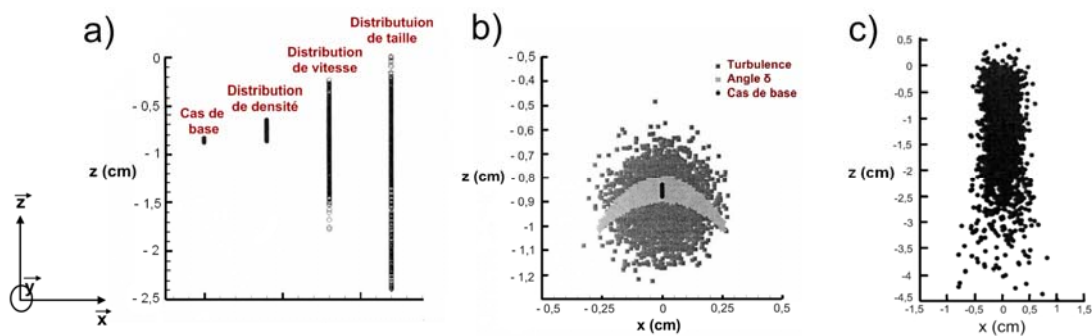 a)
Cas de
base
Distribution
de densité
Distribution
de vitesse
Distributuion
de taille
0
- 0,5
z (cm)
- 1
- 1,5
- 2
- 2,5
z
y
x
b)
- 0,4
- 0,5
- 0,6
- 0,7
z (cm)
- 0,8
- 0,9
- 1
- 1,1
- 1,2
Turbulence
Angle δ
Cas de base
- 0,5
- 0,25
0
0,25
0,5
x (cm)
c)
0,5
0
-0,5
-1
-1,5
z (cm)
-2
-2,5
-3
-3,5
-4
-4,5
-1,5
-1
-0,5
0
0,5
1
1,5
x (cm)